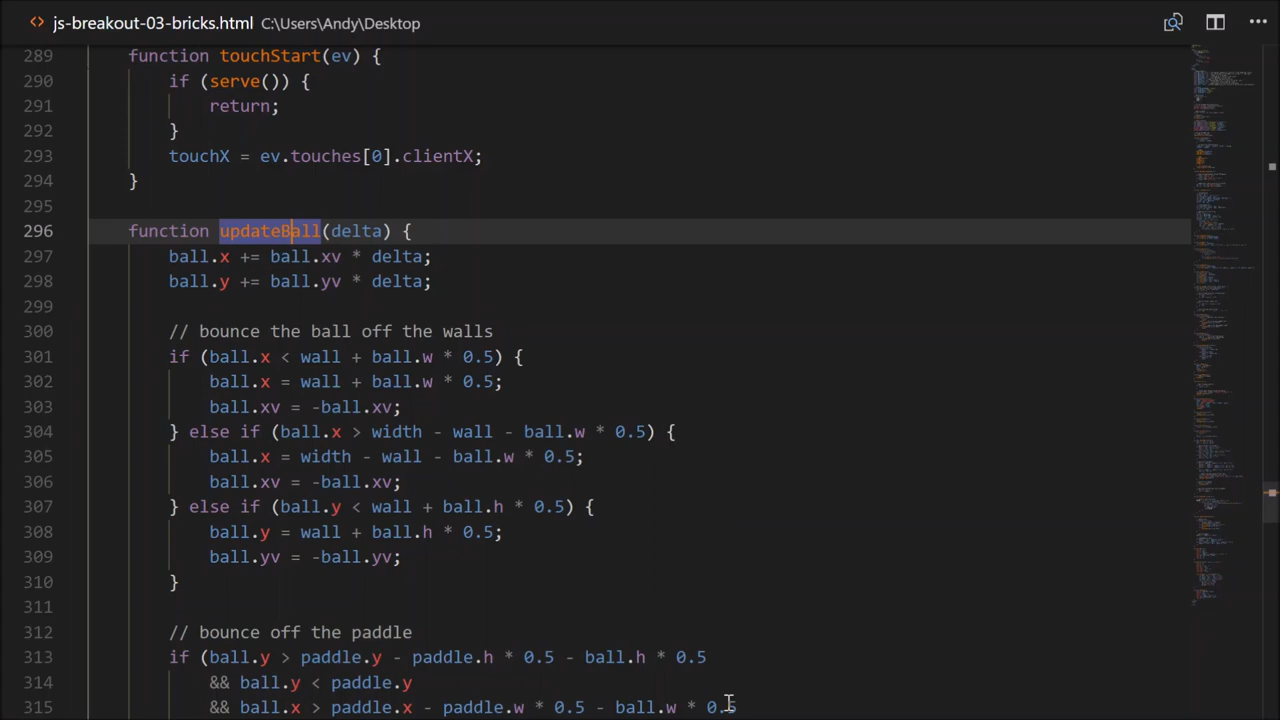 js-breakout-03-bricks.html C:\Users\Andy\Desktop
289 function touchStart(ev) {
290 if (serve()) {
291 return;
292 }
293 touchX = ev.touches[0].clientX;
294 }
295
296 function updateBall(delta) {
297 ball.x += ball.xv * delta;
298 ball.y += ball.yv * delta;
299
300 // bounce the ball off the walls
301 if (ball.x < wall + ball.w * 0.5) {
302 ball.x = wall + ball.w * 0.5;
303 ball.xv = -ball.xv;
304 } else if (ball.x > width - wall - ball.w * 0.5) {
305 ball.x = width - wall - ball.w * 0.5;
306 ball.xv = -ball.xv;
307 } else if (ball.y < wall + ball.h * 0.5) {
308 ball.y = wall + ball.h * 0.5;
309 ball.yv = -ball.yv;
310 }
311
312 // bounce off the paddle
313 if (ball.y > paddle.y - paddle.h * 0.5 - ball.h * 0.5
314 && ball.y < paddle.y
315 && ball.x > paddle.x - paddle.w * 0.5 - ball.w * 0.5